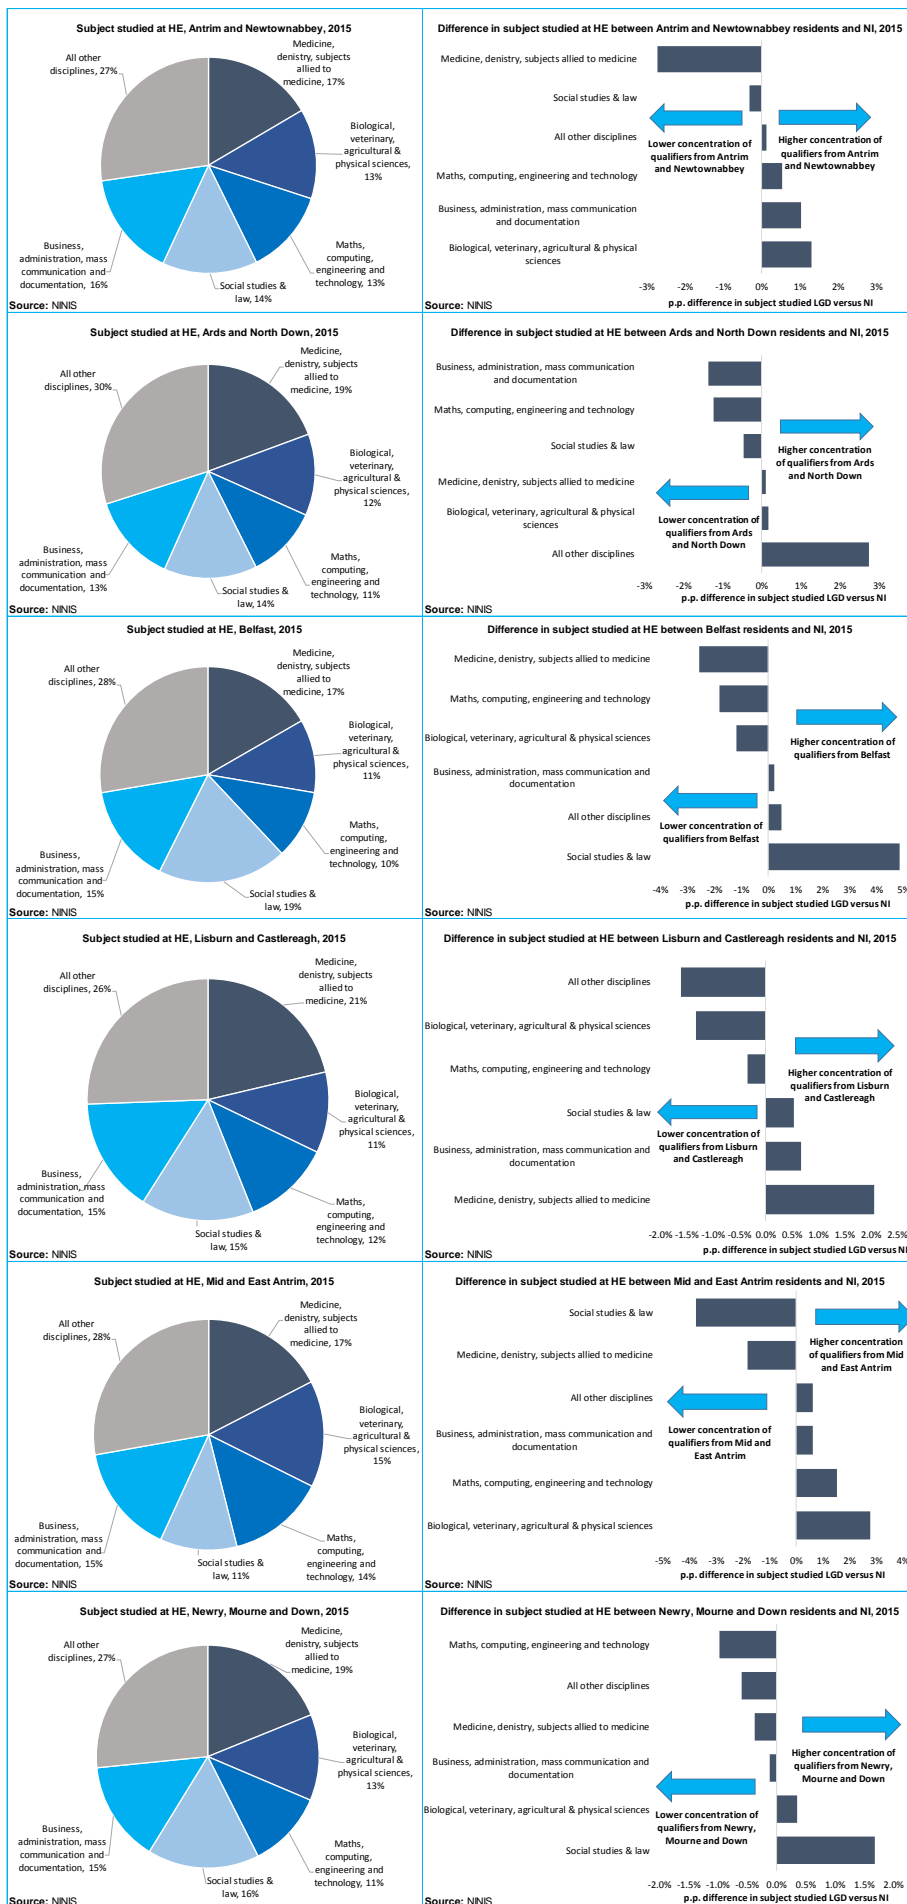 Subject studied at HE, Antrim and Newtownabbey, 2015
All other
disciplines, 27%
Medicine,
denistry, subjects
allied to
medicine, 17%
Biological,
veterinary,
agricultural &
physical sciences,
13%
Maths,
computing,
engineering and
technology, 13%
Social studies &
law, 14%
Business,
administration, mass
communication and
documentation, 16%
Source: NINIS
Difference in subject studied at HE between Antrim and Newtownabbey residents and NI, 2015
Medicine, denistry, subjects allied to medicine
Social studies & law
All other disciplines
Maths, computing, engineering and technology
Business, administration, mass communication
and documentation
Biological, veterinary, agricultural & physical
sciences
Lower concentration of
qualifiers from Antrim
and Newtownabbey
Higher concentration of
qualifiers from Antrim
and Newtownabbey
-3% -2% -1% 0% 1% 2% 3%
p.p. difference in subject studied LGD versus NI
Source: NINIS
Subject studied at HE, Ards and North Down, 2015
All other
disciplines, 30%
Medicine,
denistry, subjects
allied to
medicine, 19%
Biological,
veterinary,
agricultural &
physical sciences,
12%
Maths,
computing,
engineering and
technology, 11%
Social studies &
law, 14%
Business,
administration, mass
communication and
documentation, 13%
Source: NINIS
Difference in subject studied at HE between Ards and North Down residents and NI, 2015
Business, administration, mass communication
and documentation
Maths, computing, engineering and technology
Social studies & law
Medicine, denistry, subjects allied to medicine
Biological, veterinary, agricultural & physical
sciences
All other disciplines
Higher concentration
of qualifiers from Ards
and North Down
Lower concentration of
qualifiers from Ards
and North Down
-3% -2% -1% 0% 1% 2% 3%
p.p. difference in subject studied LGD versus NI
Source: NINIS
Subject studied at HE, Belfast, 2015
All other
disciplines, 28%
Medicine,
denistry, subjects
allied to
medicine, 17%
Biological,
veterinary,
agricultural &
physical sciences,
11%
Maths,
computing,
engineering and
technology, 10%
Social studies &
law, 19%
Business,
administration, mass
communication and
documentation, 15%
Source: NINIS
Difference in subject studied at HE between Belfast residents and NI, 2015
Medicine, denistry, subjects allied to medicine
Maths, computing, engineering and technology
Biological, veterinary, agricultural & physical sciences
Business, administration, mass communication and
documentation
All other disciplines
Social studies & law
Higher concentration of
qualifiers from Belfast
Lower concentration of
qualifiers from Belfast
-4% -3% -2% -1% 0% 1% 2% 3% 4% 5%
p.p. difference in subject studied LGD versus NI
Source: NINIS
Subject studied at HE, Lisburn and Castlereagh, 2015
All other
disciplines, 26%
Medicine,
denistry, subjects
allied to
medicine, 21%
Biological,
veterinary,
agricultural &
physical sciences,
11%
Maths,
computing,
engineering and
technology, 12%
Social studies &
law, 15%
Business,
administration, mass
communication and
documentation, 15%
Source: NINIS
Difference in subject studied at HE between Lisburn and Castlereagh residents and NI, 2015
All other disciplines
Biological, veterinary, agricultural & physical sciences
Maths, computing, engineering and technology
Social studies & law
Business, administration, mass communication and
documentation
Medicine, denistry, subjects allied to medicine
Higher concentration of
qualifiers from Lisburn
and Castlereagh
Lower concentration of
qualifiers from Lisburn
and Castlereagh
-2.0% -1.5% -1.0% -0.5% 0.0% 0.5% 1.0% 1.5% 2.0% 2.5%
p.p. difference in subject studied LGD versus NI
Source: NINIS
Subject studied at HE, Mid and East Antrim, 2015
All other
disciplines, 28%
Medicine,
denistry, subjects
allied to
medicine, 17%
Biological,
veterinary,
agricultural &
physical sciences,
15%
Maths,
computing,
engineering and
technology, 14%
Social studies &
law, 11%
Business,
administration, mass
communication and
documentation, 15%
Source: NINIS
Difference in subject studied at HE between Mid and East Antrim residents and NI, 2015
Social studies & law
Medicine, denistry, subjects allied to medicine
All other disciplines
Business, administration, mass communication and
documentation
Maths, computing, engineering and technology
Biological, veterinary, agricultural & physical sciences
Higher concentration
of qualifiers from Mid
and East Antrim
Lower concentration of
qualifiers from Mid and
East Antrim
-5% -4% -3% -2% -1% 0% 1% 2% 3% 4%
p.p. difference in subject studied LGD versus NI
Source: NINIS
Subject studied at HE, Newry, Mourne and Down, 2015
All other
disciplines, 27%
Medicine,
denistry, subjects
allied to
medicine, 19%
Biological,
veterinary,
agricultural &
physical sciences,
13%
Maths,
computing,
engineering and
technology, 11%
Social studies &
law, 16%
Business,
administration, mass
communication and
documentation, 15%
Source: NINIS
Difference in subject studied at HE between Newry, Mourne and Down residents and NI, 2015
Maths, computing, engineering and technology
All other disciplines
Medicine, denistry, subjects allied to medicine
Business, administration, mass communication and
documentation
Biological, veterinary, agricultural & physical sciences
Social studies & law
Higher concentration of
qualifiers from Newry,
Mourne and Down
Lower concentration of
qualifiers from Newry,
Mourne and Down
-2.0% -1.5% -1.0% -0.5% 0.0% 0.5% 1.0% 1.5% 2.0%
p.p. difference in subject studied LGD versus NI
Source: NINIS